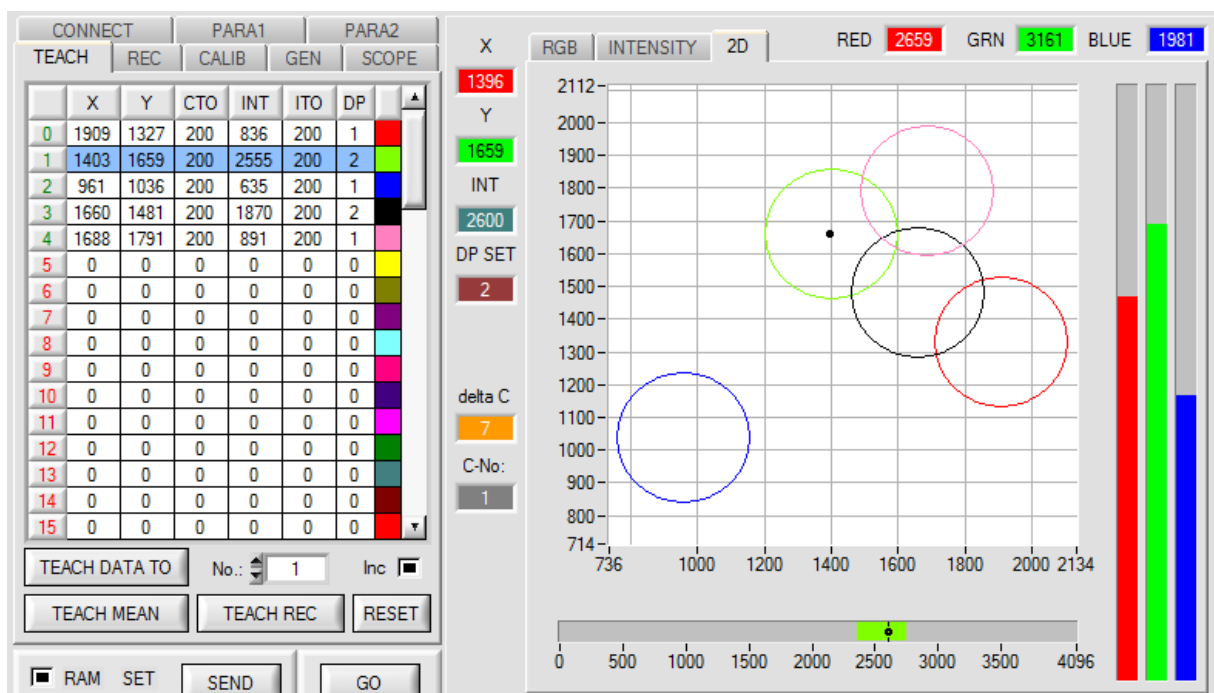 CONNECT PARA1 PARA2
TEACH REC CALIB GEN SCOPE
X Y CTO INT ITO DP
0 1909 1327 200 836 200 1
1 1403 1659 200 2555 200 2
2 961 1036 200 635 200 1
3 1660 1481 200 1870 200 2
4 1688 1791 200 891 200 1
5 0 0 0 0 0 0
6 0 0 0 0 0 0
7 0 0 0 0 0 0
8 0 0 0 0 0 0
9 0 0 0 0 0 0
10 0 0 0 0 0 0
11 0 0 0 0 0 0
12 0 0 0 0 0 0
13 0 0 0 0 0 0
14 0 0 0 0 0 0
15 0 0 0 0 0 0
TEACH DATA TO No.: 1 Inc
TEACH MEAN TEACH REC RESET
RAM SET SEND GO
X
1396
Y
1659
INT
2600
DP SET
2
delta C
7
C-No:
1
RGB INTENSITY 2D RED 2659 GRN 3161 BLUE 1981
2112
2000
1900
1800
1700
1600
1500
1400
1300
1200
1100
1000
900
800
714
736 1000 1200 1400 1600 1800 2000 2134
0 500 1000 1500 2000 2500 3000 3500 4096